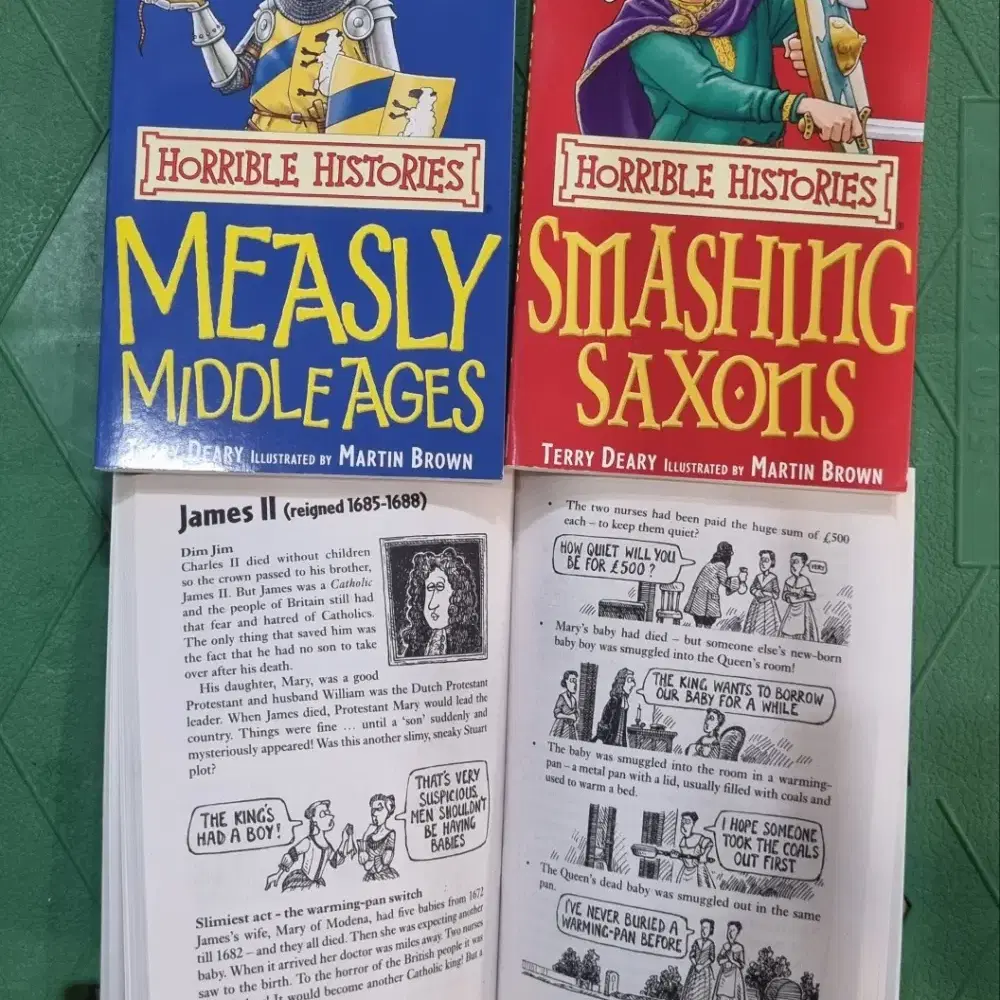 HORRIBLE HISTORIES
MEASLY
MIDDLE AGES
TERRY DEARY ILLUSTRATED BY MARTIN BROWN
HORRIBLE HISTORIES
SMASHING
SAXONS
TERRY DEARY ILLUSTRATED BY MARTIN BROWN
James II (reigned 1685-1688)
Dim Jim
Charles II died without children
so the crown passed to his brother,
James II. But James was a Catholic
and the people of Britain still had
that fear and hatred of Catholics.
The only thing that saved him was
the fact that he had no son to take
over after his death.
His daughter, Mary, was a good
Protestant and husband William was the Dutch Protestant
leader. When James died, Protestant Mary would lead the
country. Things were fine ... until a 'son' suddenly and
mysteriously appeared! Was this another slimy, sneaky Stuart
plot?
THE KING'S
HAD A BOY!
THAT'S VERY
SUSPICIOUS
MEN SHOULDN'T
BE HAVING
BABIES
Slimiest act - the warming-pan switch
James's wife, Mary of Modena, had five babies from 1672
till 1682 – and they all died. Then she was expecting another
baby. When it arrived her doctor was miles away. Two nurses
saw to the birth. To the horror of the British people it was
It would become another Catholic king! But a
• The two nurses had been paid the huge sum of £500
each – to keep them quiet?
HOW QUIET WILL YOU
BE FOR £500?
VERY
• Mary's baby had died – but someone else's new-born
baby boy was smuggled into the Queen's room!
THE KING WANTS TO BORROW
OUR BABY FOR A WHILE
• The baby was smuggled into the room in a warming-
pan – a metal pan with a lid, usually filled with coals and
used to warm a bed.
I HOPE SOMEONE
TOOK THE COALS
OUT FIRST
• The Queen's dead baby was smuggled out in the same
pan.
I'VE NEVER BURIED A
WARMING-PAN BEFORE